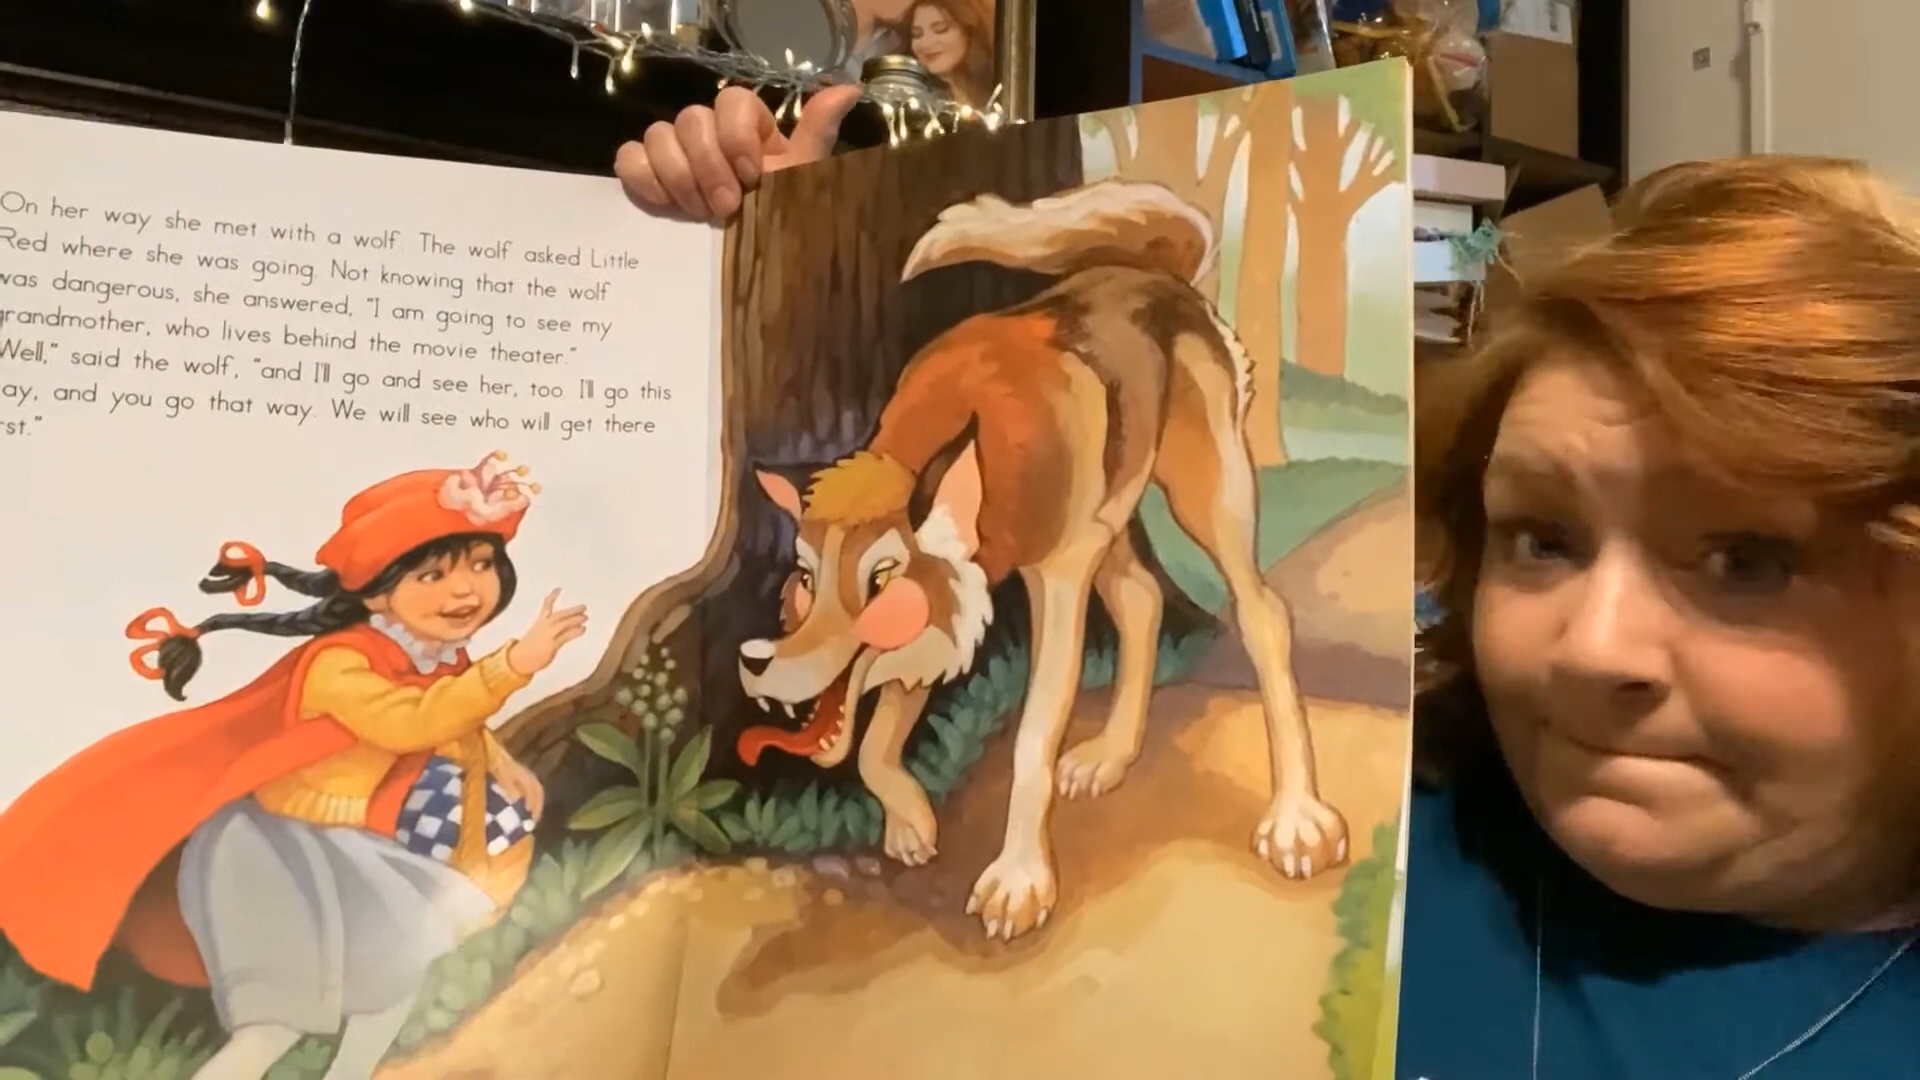 On her way she met with a wolf. The wolf asked Little
Red where she was going. Not knowing that the wolf
was dangerous, she answered, "I am going to see my
grandmother, who lives behind the movie theater."
Well," said the wolf, "and I'll go and see her, too. I'll go this
ay, and you go that way. We will see who will get there
rst."